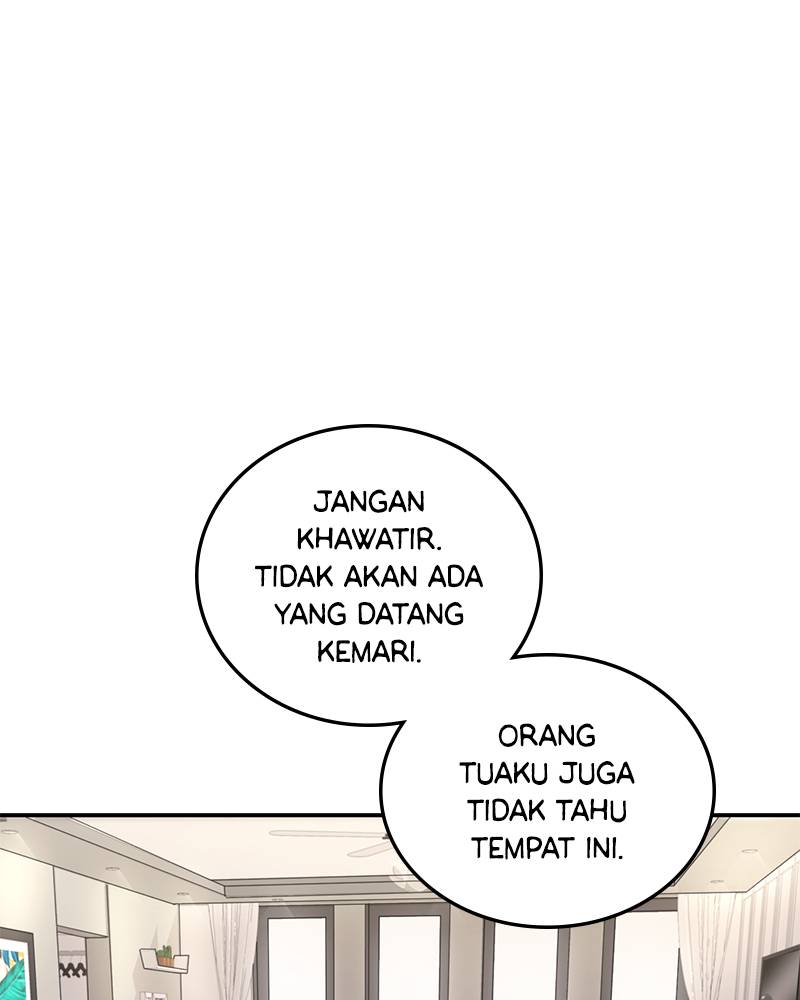 JANGAN
KHAWATIR.
TIDAK AKAN ADA
YANG DATANG
KEMARI.
ORANG
TUAKU JUGA
TIDAK TAHU
TEMPAT INI.